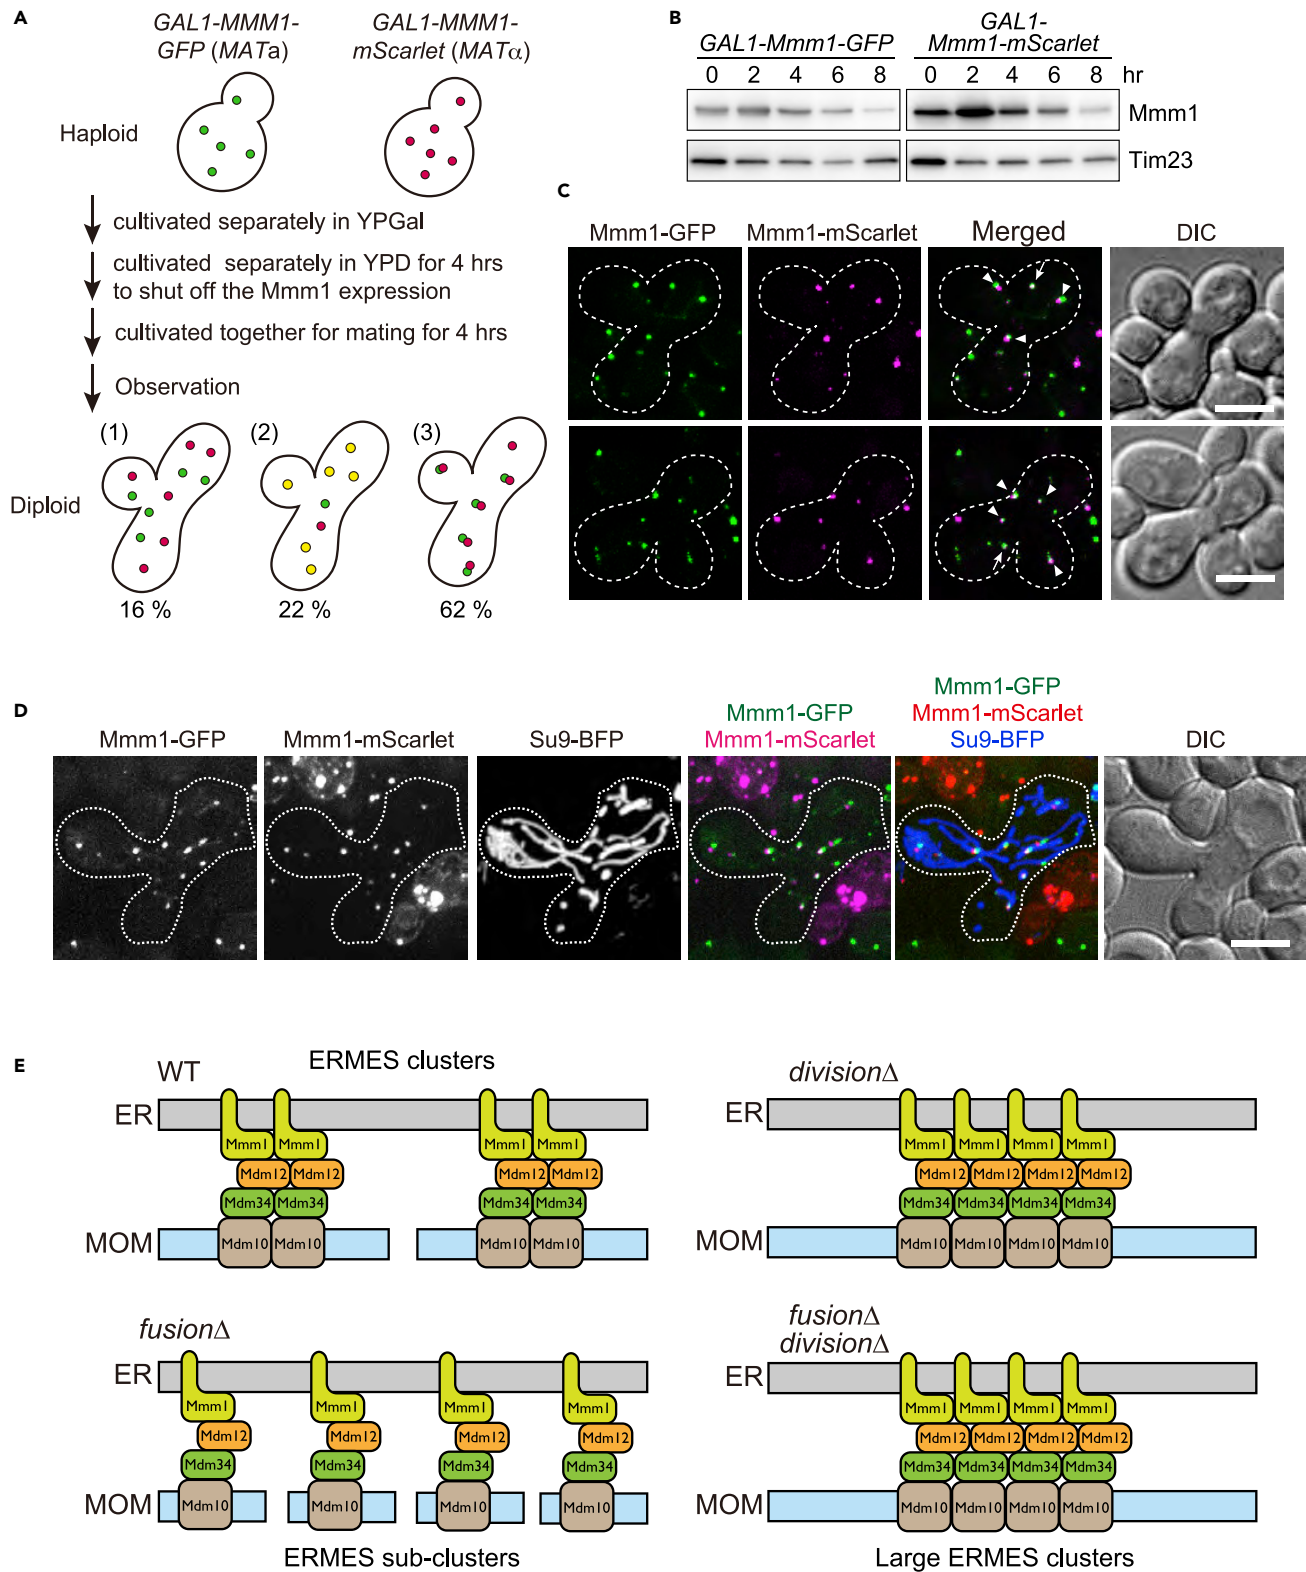 A
GAL1-MMM1-
GFP (MATa)
GAL1-MMM1-
mScarlet (MATα)
Haploid
cultivated separately in YPGal
cultivated separately in YPD for 4 hrs
to shut off the Mmm1 expression
cultivated together for mating for 4 hrs
Observation
Diploid
(1)
(2)
(3)
16 %
22 %
62 %
B
GAL1-Mmm1-GFP
GAL1-
Mmm1-mScarlet
0 2 4 6 8 0 2 4 6 8 hr
Mmm1
Tim23
C
Mmm1-GFP
Mmm1-mScarlet
Merged
DIC
D
Mmm1-GFP
Mmm1-mScarlet
Su9-BFP
Mmm1-GFP
Mmm1-mScarlet
Mmm1-GFP
Mmm1-mScarlet
Su9-BFP
DIC
E
WT
ERMES clusters
ER
Mmm1 Mmm1 Mmm1 Mmm1
Mdm12 Mdm12 Mdm12 Mdm12
Mdm34 Mdm34 Mdm34 Mdm34
MOM
Mdm10 Mdm10 Mdm10 Mdm10
divisionΔ
ER
Mmm1 Mmm1 Mmm1 Mmm1
Mdm12 Mdm12 Mdm12 Mdm12
Mdm34 Mdm34 Mdm34 Mdm34
MOM
Mdm10 Mdm10 Mdm10 Mdm10
fusionΔ
ER
Mmm1 Mmm1 Mmm1 Mmm1
Mdm12 Mdm12 Mdm12 Mdm12
Mdm34 Mdm34 Mdm34 Mdm34
MOM
Mdm10 Mdm10 Mdm10 Mdm10
ERMES sub-clusters
fusionΔ
divisionΔ
ER
Mmm1 Mmm1 Mmm1 Mmm1
Mdm12 Mdm12 Mdm12 Mdm12
Mdm34 Mdm34 Mdm34 Mdm34
MOM
Mdm10 Mdm10 Mdm10 Mdm10
Large ERMES clusters